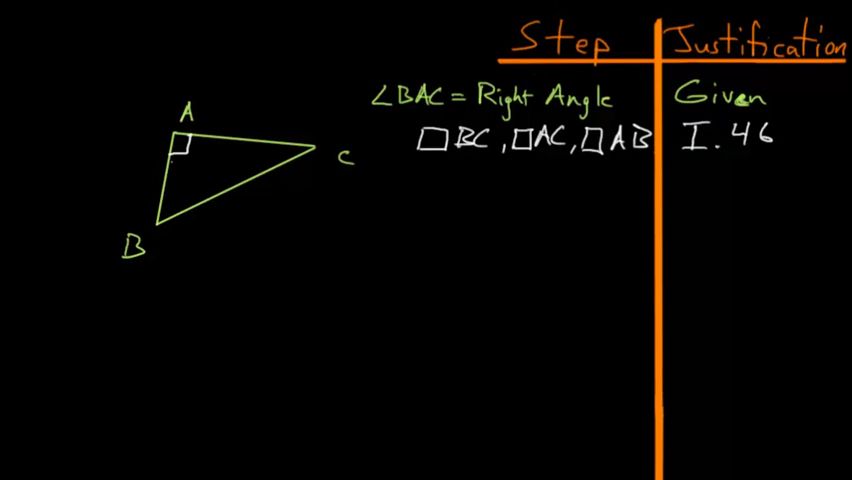 Step Justification
∠BAC = Right Angle Given
□BC, □AC, □AB I.46
A
C
B